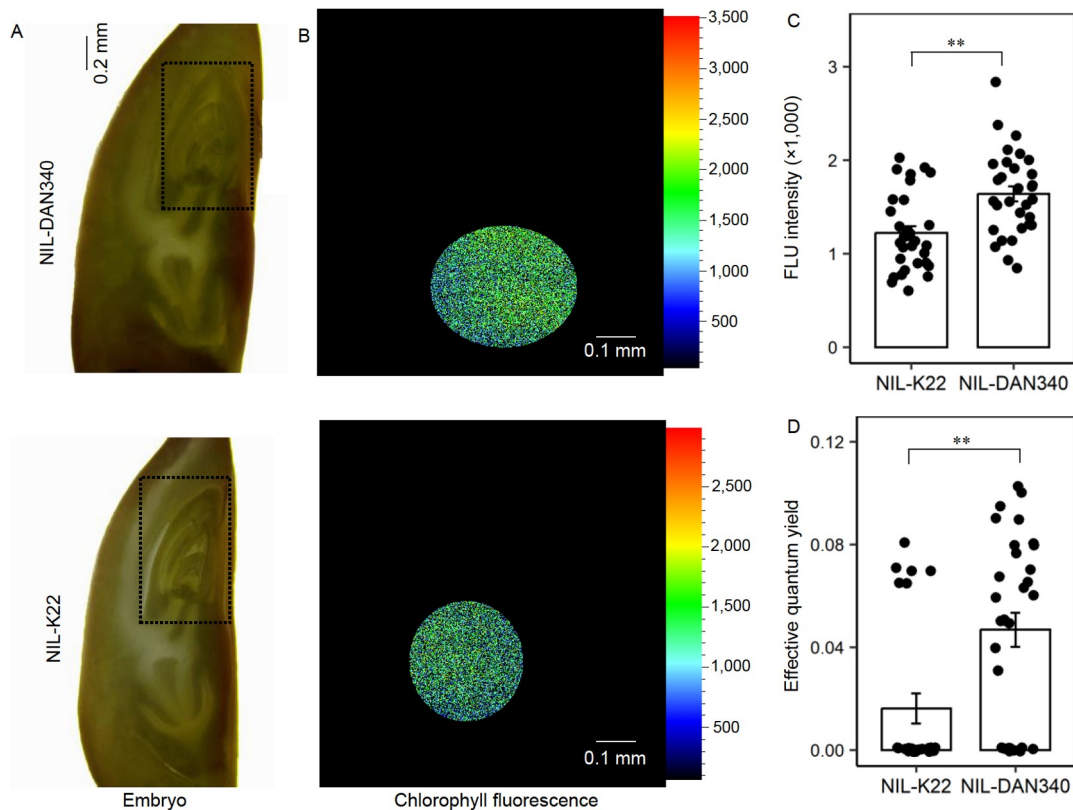 A
0.2 mm
NIL-DAN340
B
0.1 mm
3,500
3,000
2,500
2,000
1,500
1,000
500
C
**
FLU intensity (×1,000)
3
2
1
0
NIL-K22 NIL-DAN340
NIL-K22
Embryo
0.1 mm
2,500
2,000
1,500
1,000
500
Chlorophyll fluorescence
D
**
Effective quantum yield
0.12
0.08
0.04
0.00
NIL-K22 NIL-DAN340